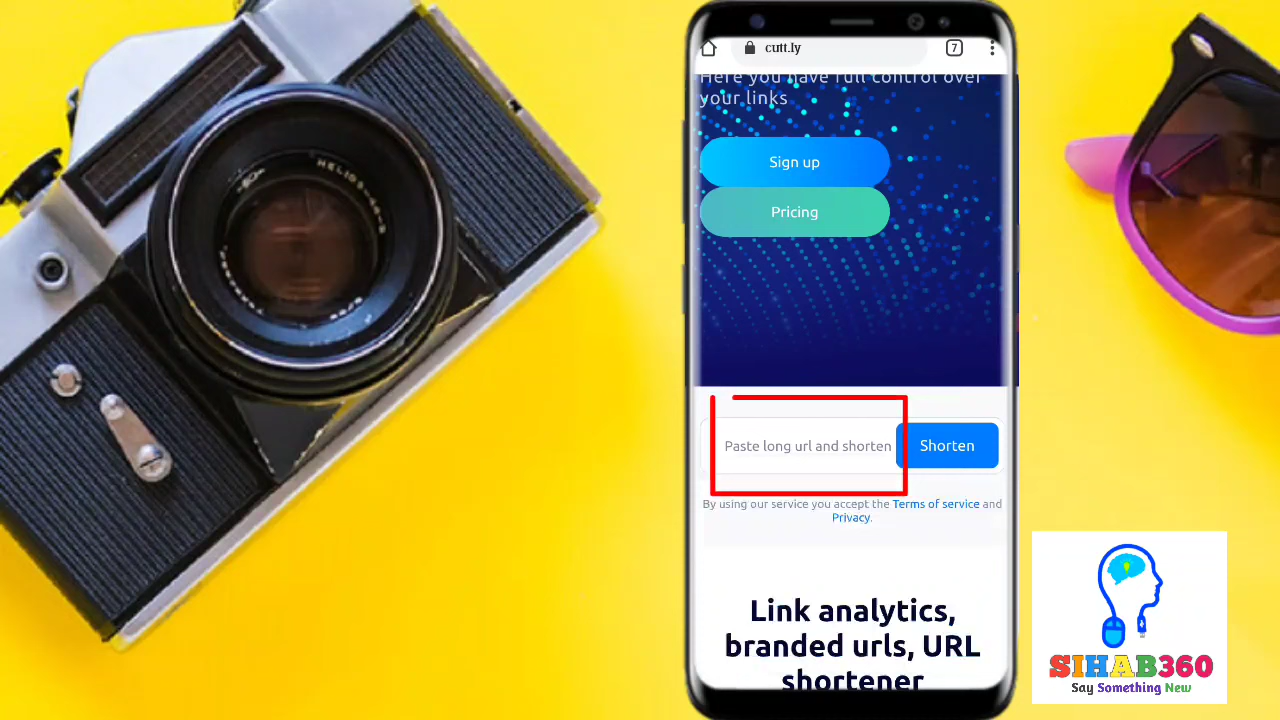 HELIOS-44-2
cutt.ly
7
Here you have full control over
your links
Sign up
Pricing
Paste long url and shorten
Shorten
By using our service you accept the Terms of service and
Privacy.
Link analytics,
branded urls, URL
shortener
SIHAB360
Say Something New